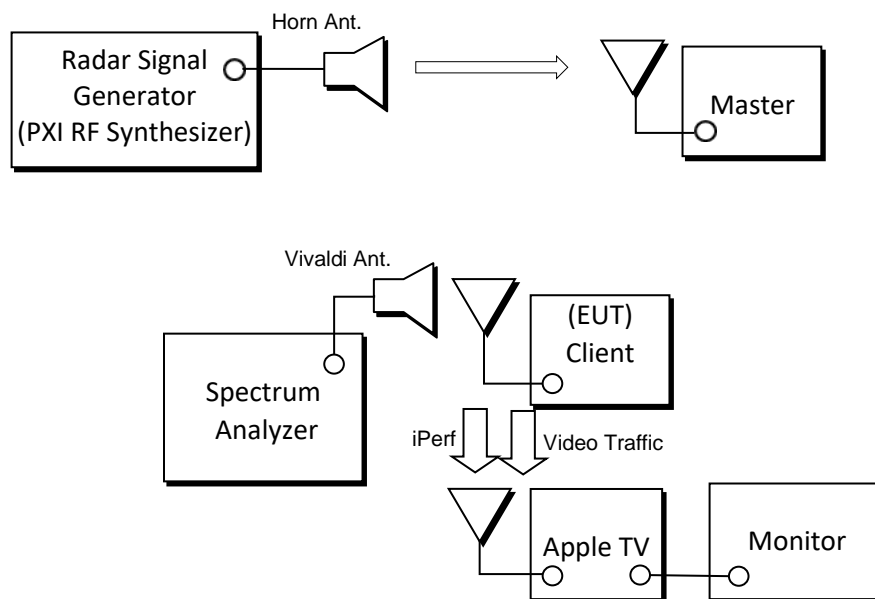 Horn Ant.
Radar Signal
Generator
(PXI RF Synthesizer)
Master
Vivaldi Ant.
(EUT)
Client
Spectrum
Analyzer
iPerf
Video Traffic
Apple TV
Monitor